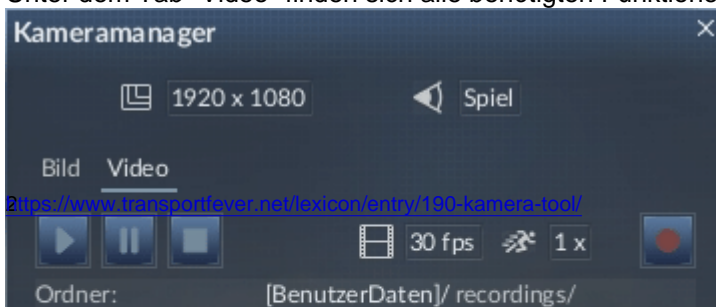 Unter dem Tab "Video" finden sich alle benötigten Funktione
Kameramanager
1920 x 1080 Spiel
Bild Video
https://www.transportfever.net/lexicon/entry/190-kamera-tool/
30 fps 1 x
Ordner: [BenutzerDaten]/ recordings/